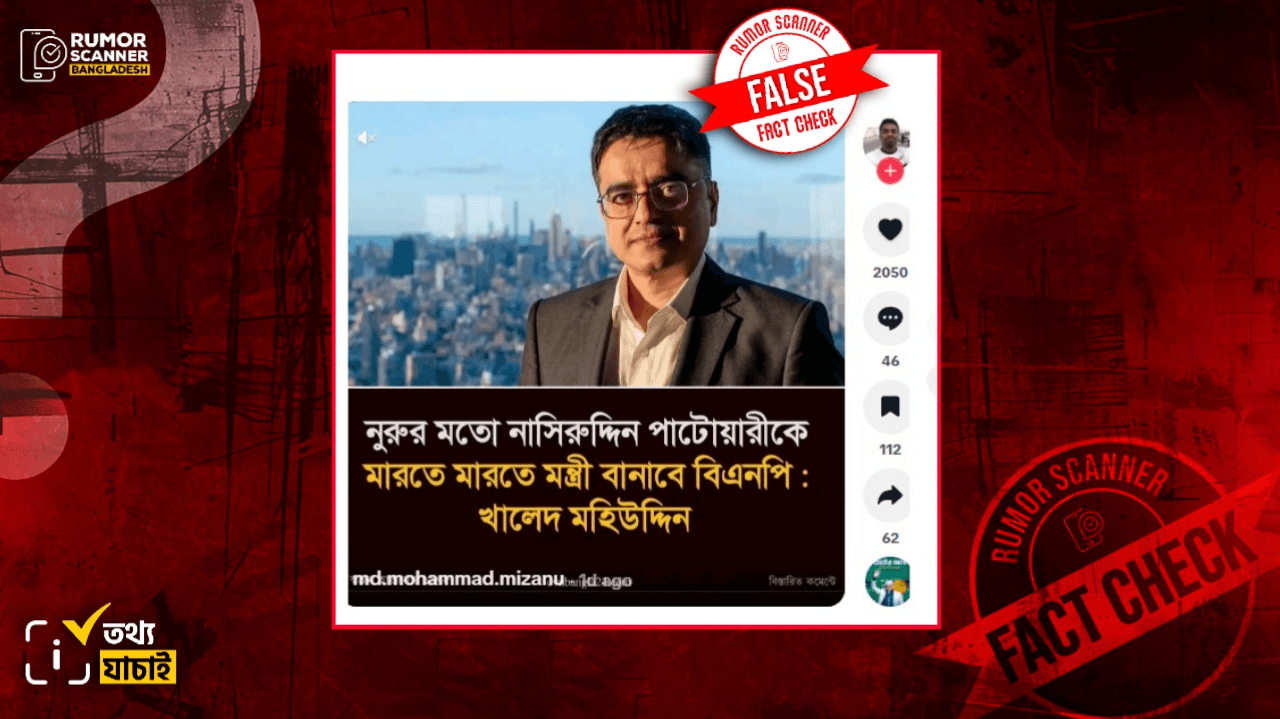 RUMOR
SCANNER
BANGLADESH
RUMOR SCANNER
FALSE
FACT CHECK
2050
46
112
62
নুরুর মতো নাসিরুদ্দিন পাটোয়ারীকে
মারতে মারতে মন্ত্রী বানাবে বিএনপি :
খালেদ মহিউদ্দিন
md.mohammad.mizanu 1d ago
বিস্তারিত কমেন্টে
তথ্য
যাচাই
RUMOR SCANNER
FACT CHECK